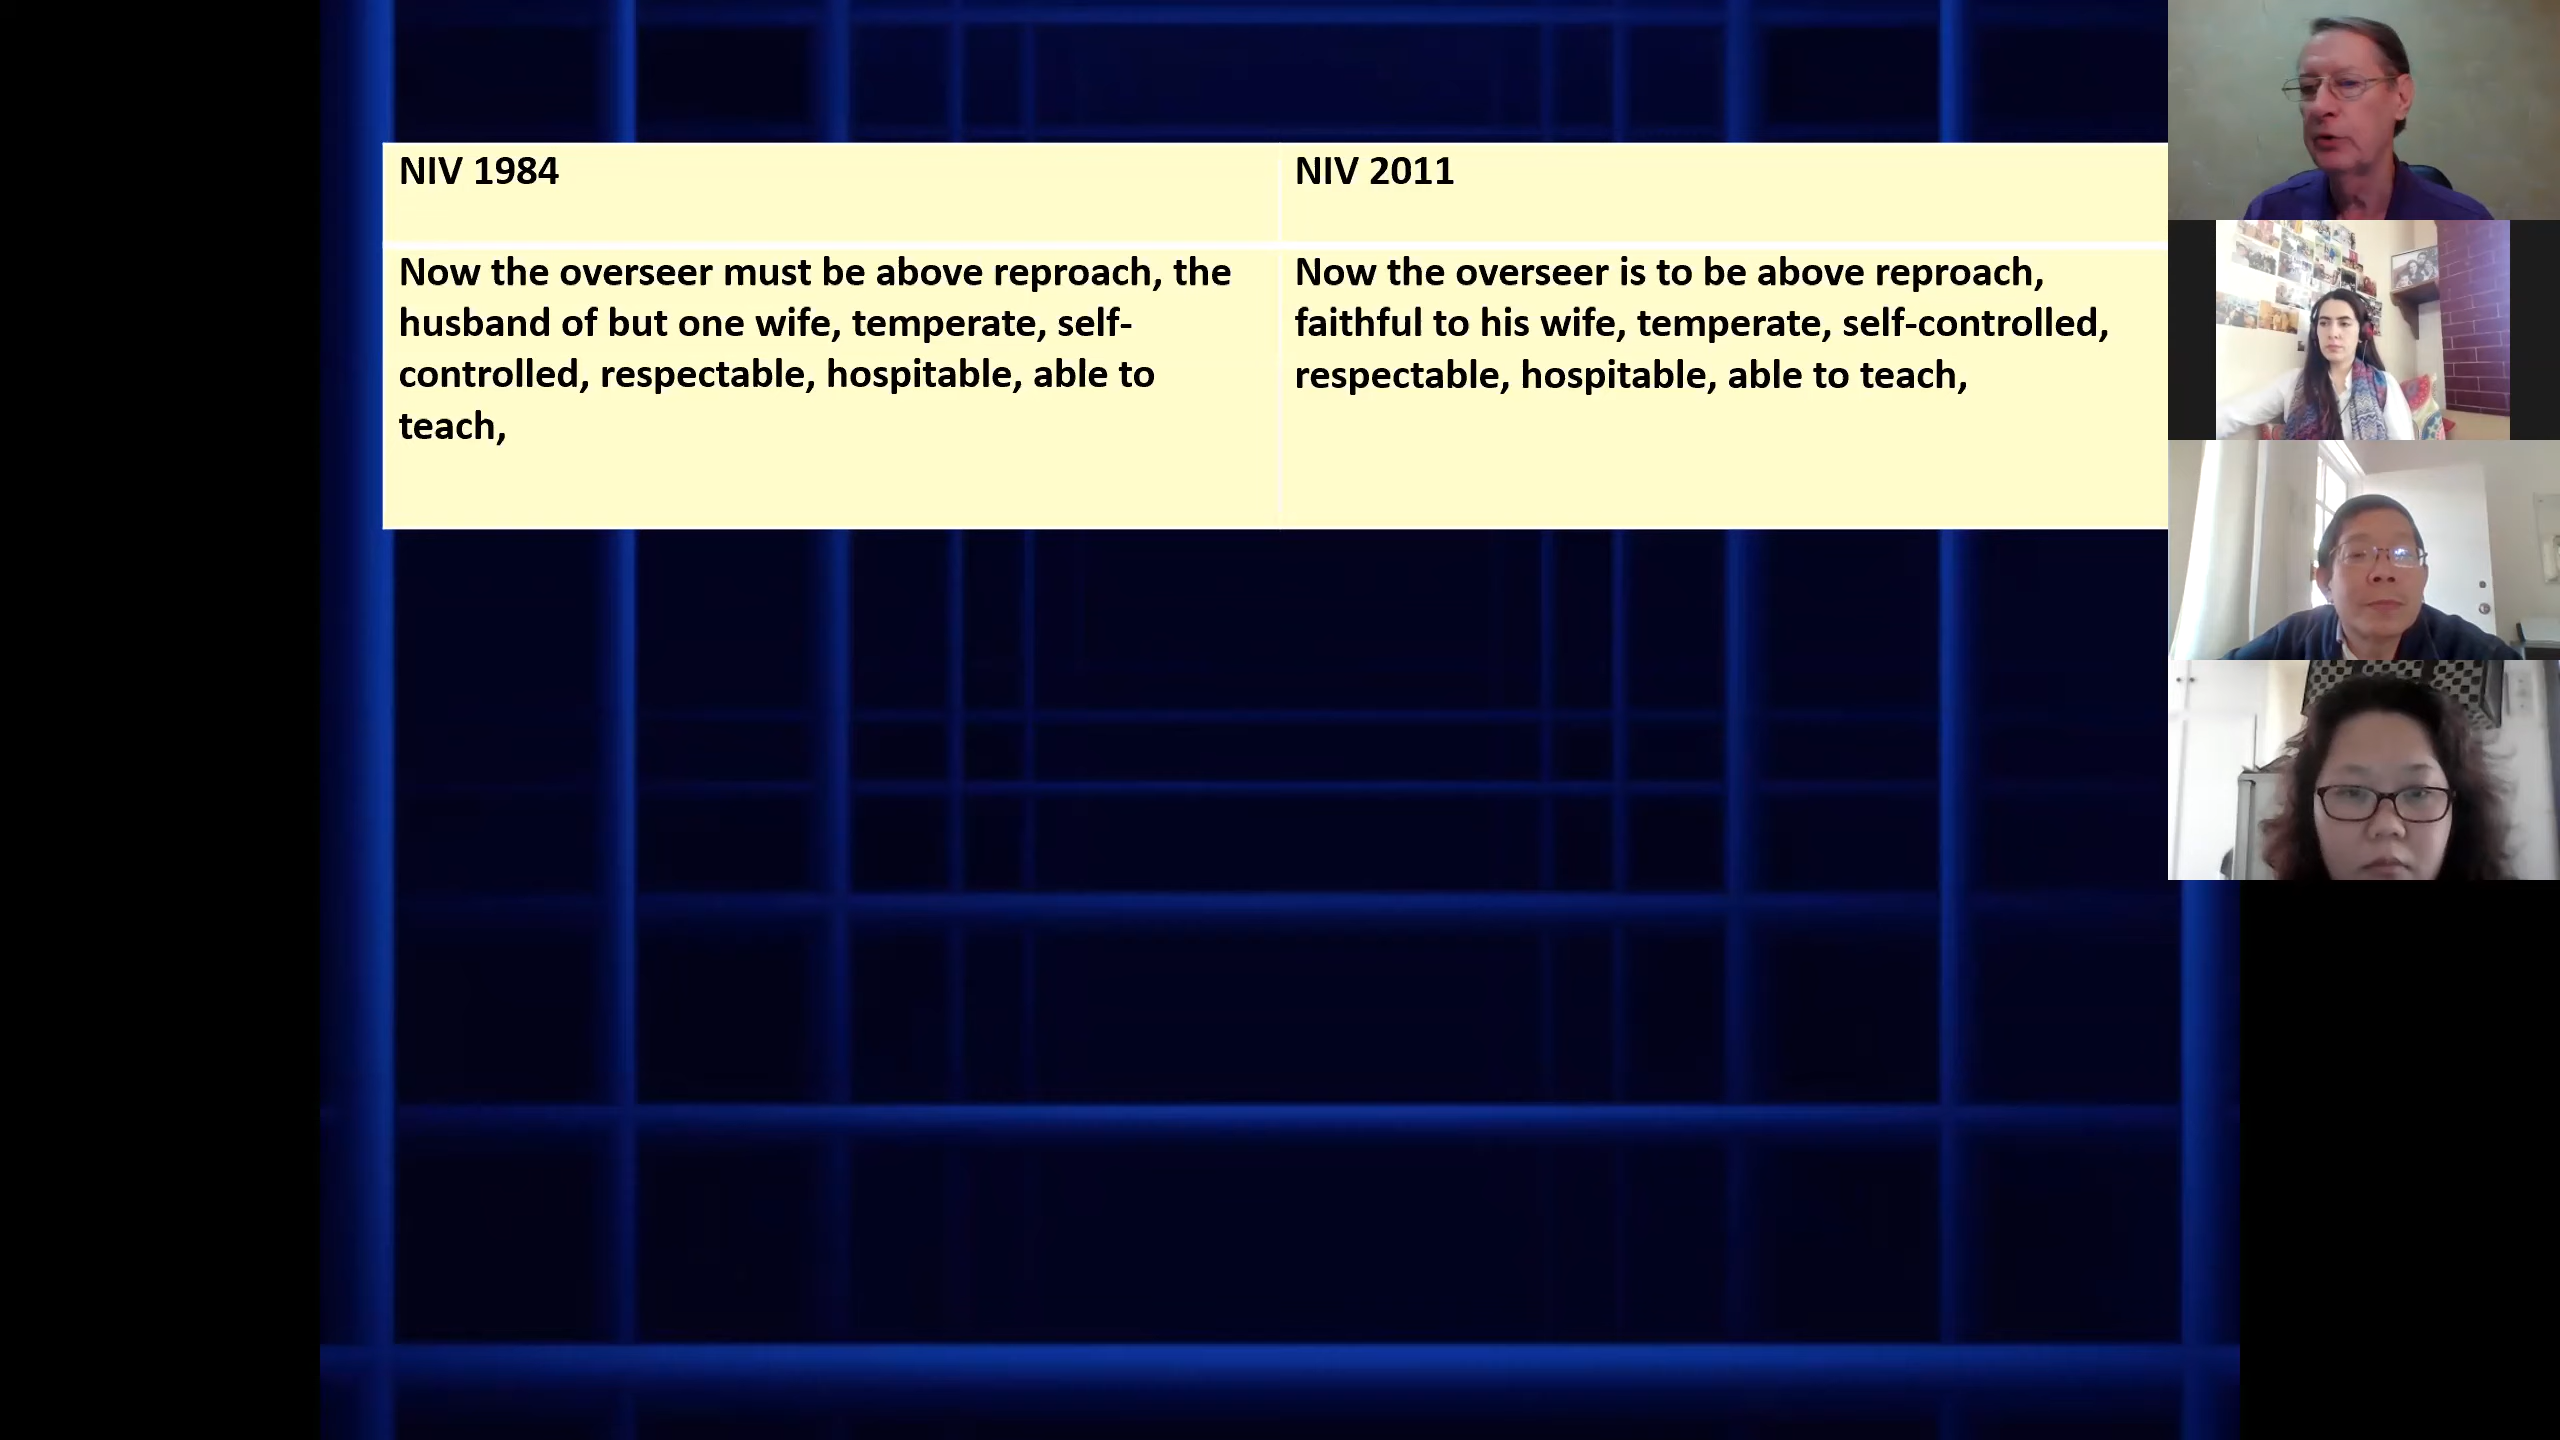 NIV 1984
NIV 2011
Now the overseer must be above reproach, the
husband of but one wife, temperate, self-
controlled, respectable, hospitable, able to
teach,
Now the overseer is to be above reproach,
faithful to his wife, temperate, self-controlled,
respectable, hospitable, able to teach,